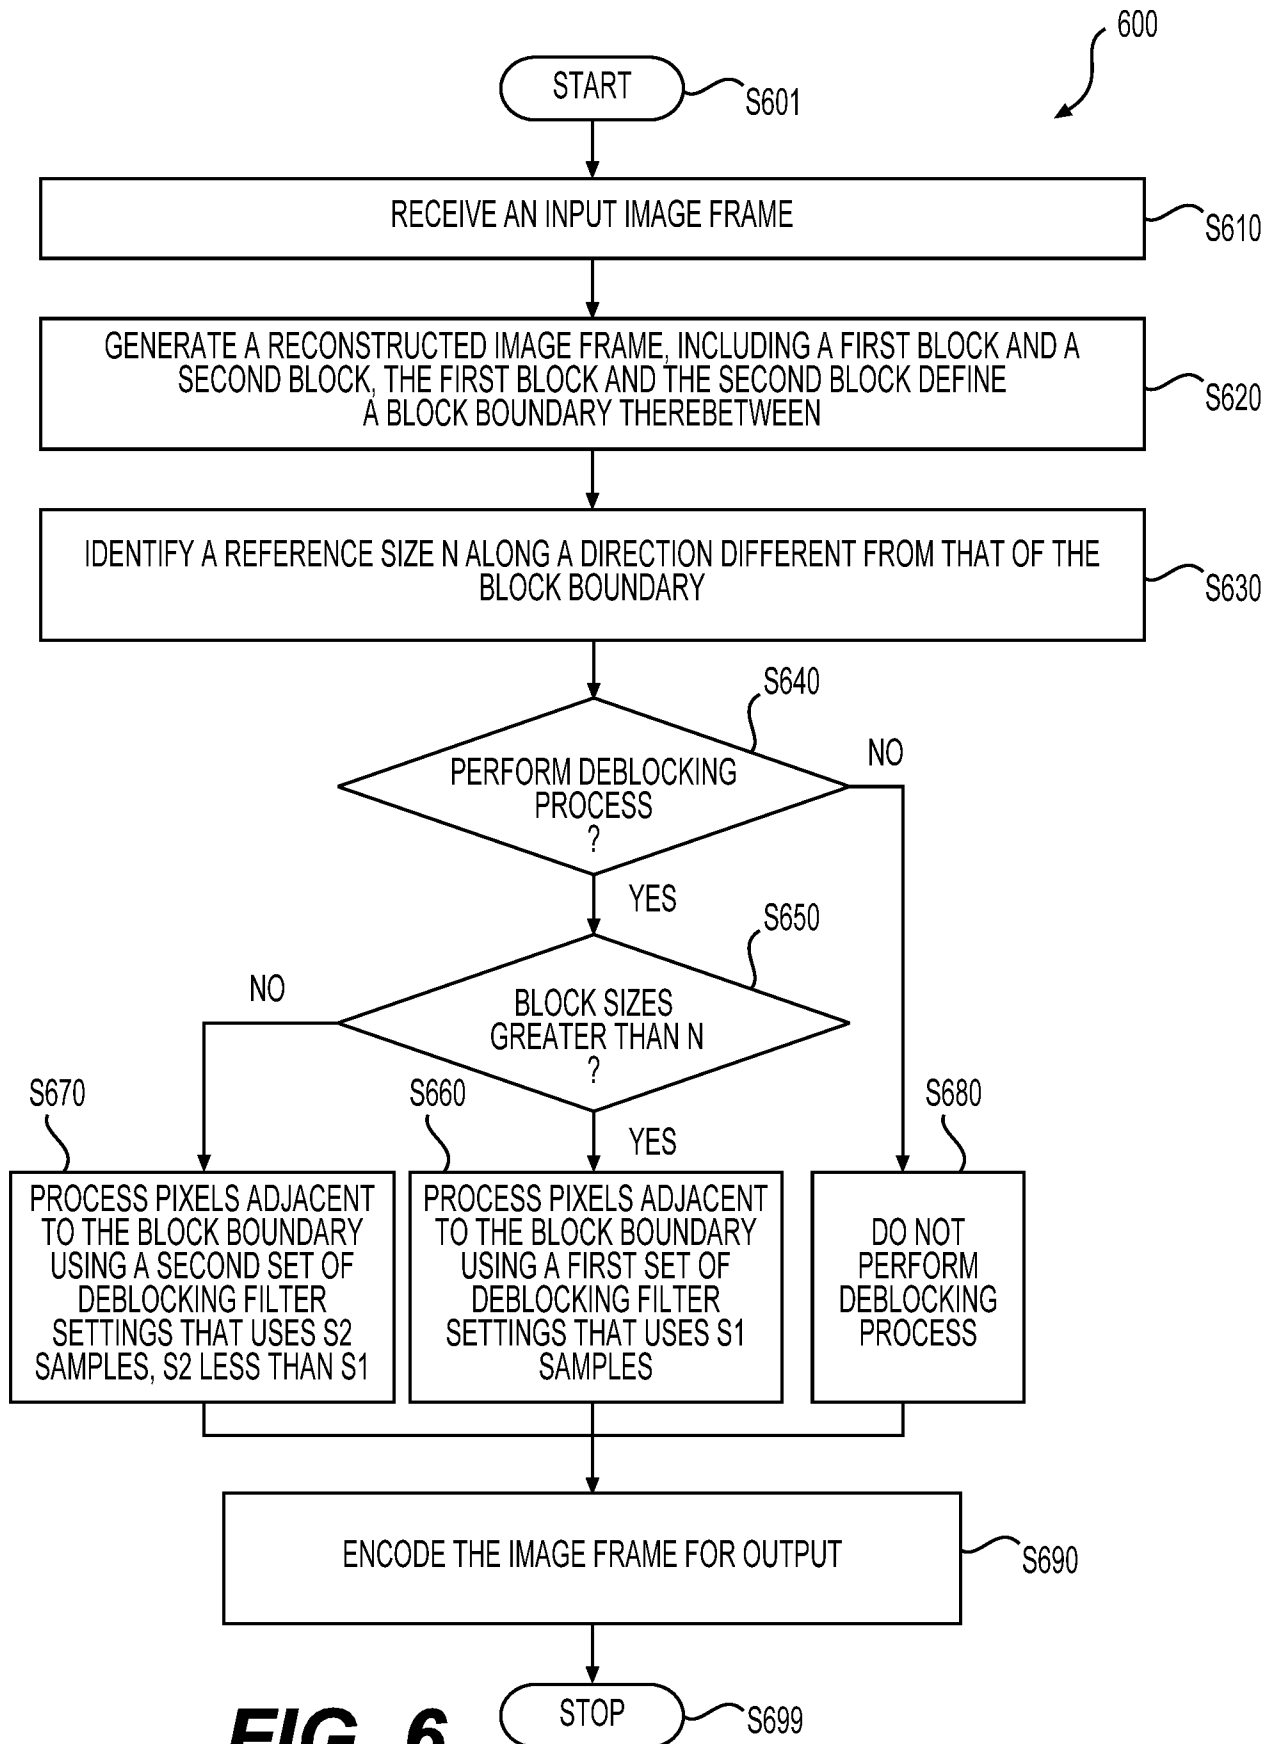 600
START
S601
RECEIVE AN INPUT IMAGE FRAME
S610
GENERATE A RECONSTRUCTED IMAGE FRAME, INCLUDING A FIRST BLOCK AND A
SECOND BLOCK, THE FIRST BLOCK AND THE SECOND BLOCK DEFINE
A BLOCK BOUNDARY THEREBETWEEN
S620
IDENTIFY A REFERENCE SIZE N ALONG A DIRECTION DIFFERENT FROM THAT OF THE
BLOCK BOUNDARY
S630
S640
PERFORM DEBLOCKING
PROCESS
?
NO
YES
S650
BLOCK SIZES
GREATER THAN N
?
NO
YES
S670
PROCESS PIXELS ADJACENT
TO THE BLOCK BOUNDARY
USING A SECOND SET OF
DEBLOCKING FILTER
SETTINGS THAT USES S2
SAMPLES, S2 LESS THAN S1
S660
PROCESS PIXELS ADJACENT
TO THE BLOCK BOUNDARY
USING A FIRST SET OF
DEBLOCKING FILTER
SETTINGS THAT USES S1
SAMPLES
S680
DO NOT
PERFORM
DEBLOCKING
PROCESS
ENCODE THE IMAGE FRAME FOR OUTPUT
S690
STOP
S699
FIG. 6